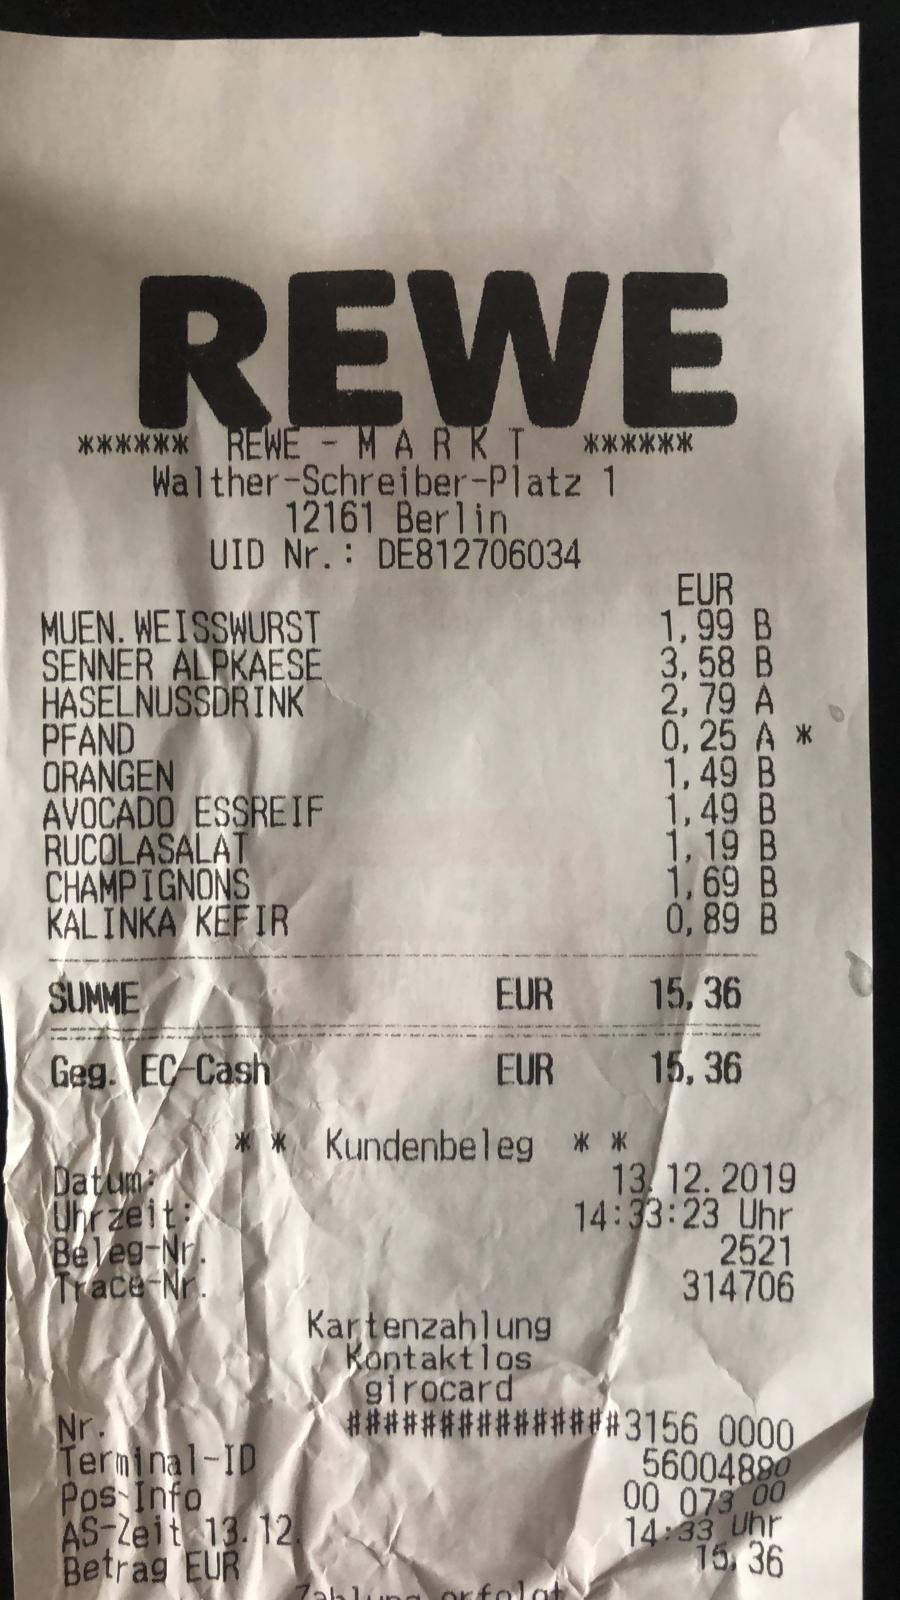 REWE
****** REWE - M A R K T ******
Walther-Schreiber-Platz 1
12161 Berlin
UID Nr.: DE812706034
EUR
MUEN. WEISSWURST 1,99 B
SENNER ALPKAESE 3,58 B
HASELNUSSDRINK 2,79 A
PFAND 0,25 A *
ORANGEN 1,49 B
AVOCADO ESSREIF 1,49 B
RUCOLASALAT 1,19 B
CHAMPIGNONS 1,69 B
KALINKA KEFIR 0,89 B
SUMME EUR 15,36
Geg. EC-Cash EUR 15,36
* * Kundenbeleg * *
Datum: 13.12.2019
Uhrzeit: 14:33:23 Uhr
Beleg-Nr. 2521
Trace-Nr. 314706
Kartenzahlung
Kontaktlos
girocard
Nr. ###############3156 0000
Terminal-ID 56004880
Pos-Info 00 073 00
AS-Zeit 13.12. 14:33 Uhr
Betrag EUR 15,36
Zahlung erfolgt